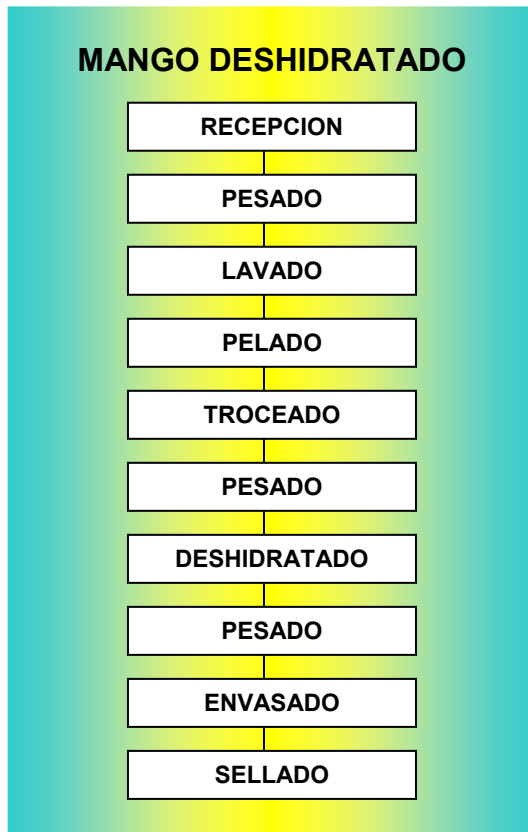 MANGO DESHIDRATADO
RECEPCION
PESADO
LAVADO
PELADO
TROCEADO
PESADO
DESHIDRATADO
PESADO
ENVASADO
SELLADO